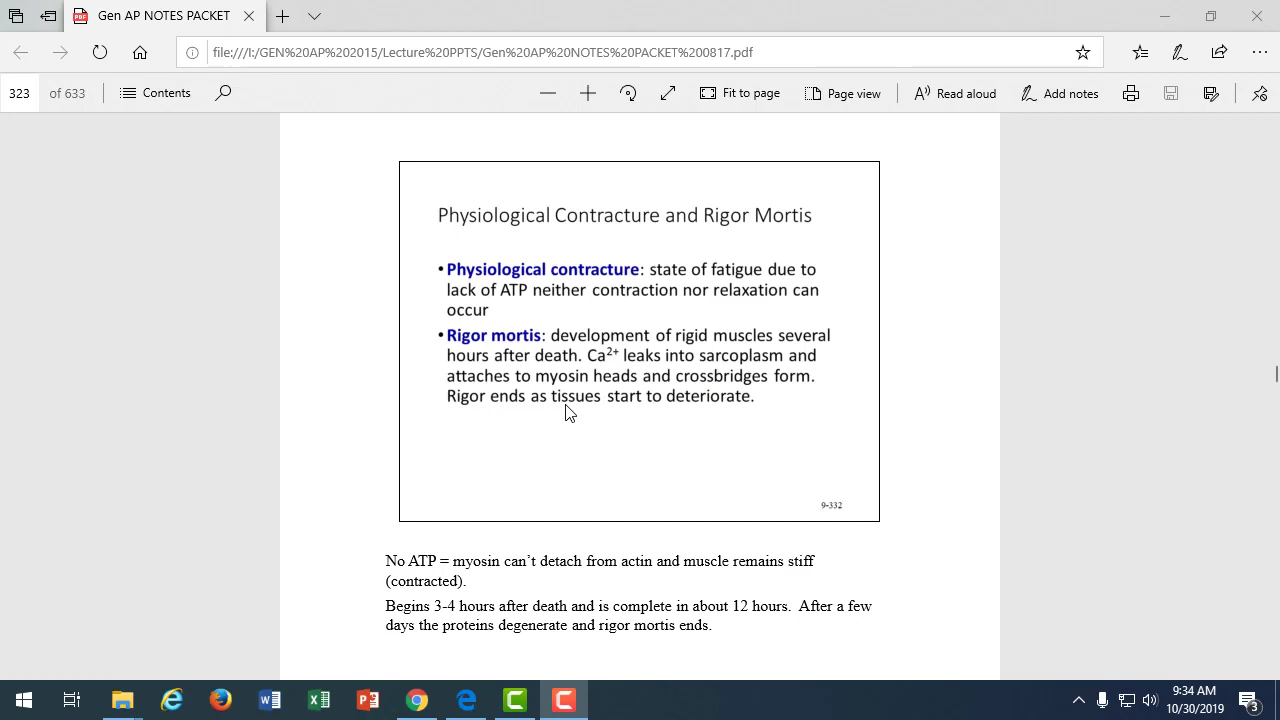 Gen AP NOTES PACKET
file:///I:/GEN%20AP%202015/Lecture%20PPTS/Gen%20AP%20NOTES%20PACKET%200817.pdf
323 of 633 Contents Fit to page Page view Read aloud Add notes
Physiological Contracture and Rigor Mortis
• Physiological contracture: state of fatigue due to
lack of ATP neither contraction nor relaxation can
occur
• Rigor mortis: development of rigid muscles several
hours after death. Ca2+ leaks into sarcoplasm and
attaches to myosin heads and crossbridges form.
Rigor ends as tissues start to deteriorate.
9-332
No ATP = myosin can’t detach from actin and muscle remains stiff
(contracted).
Begins 3-4 hours after death and is complete in about 12 hours.  After a few
days the proteins degenerate and rigor mortis ends.
9:34 AM
10/30/2019
3